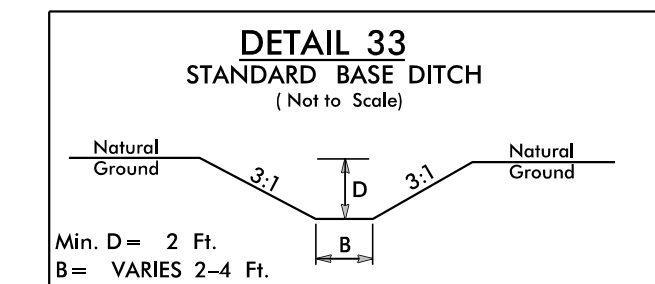 DETAIL 33
STANDARD BASE DITCH
( Not to Scale)
Natural
Ground
3:1
D
3:1
Natural
Ground
Min. D = 2 Ft.
B
B = VARIES 2-4 Ft.